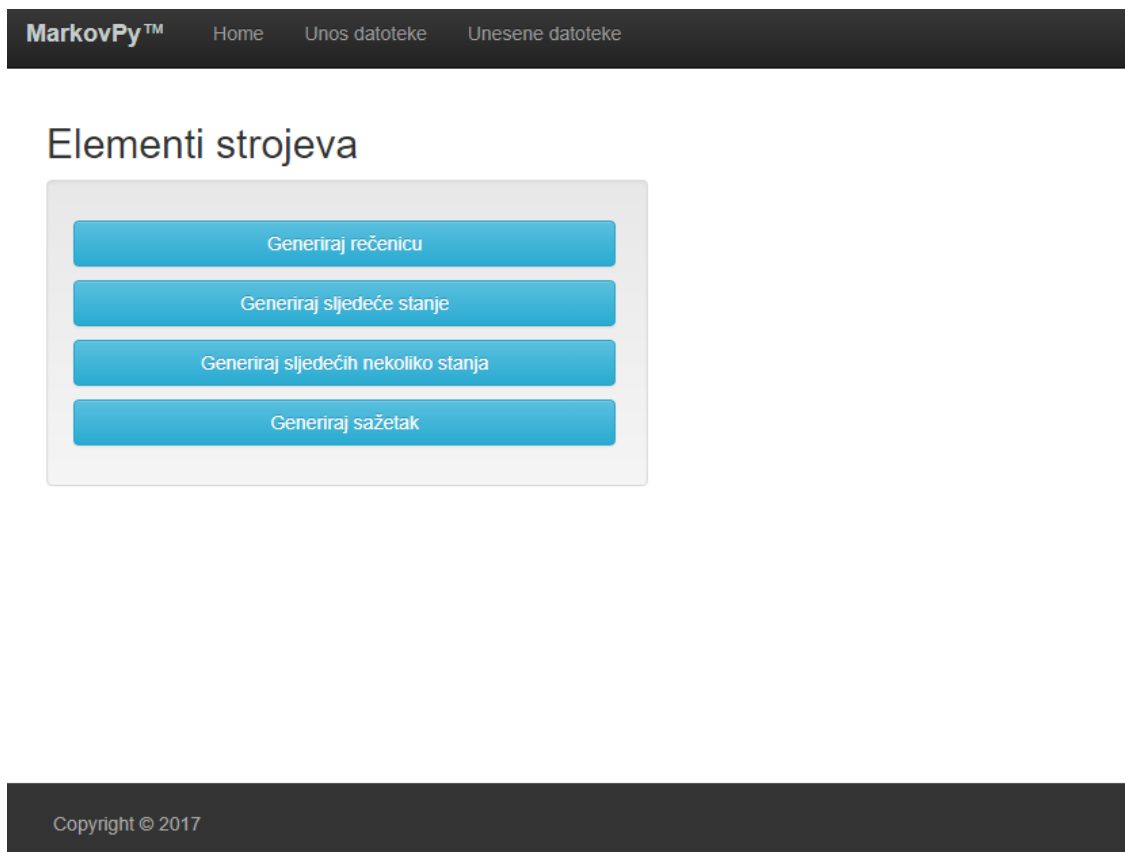 MarkovPy™ Home Unos datoteke Unesene datoteke
Elementi strojeva
Generiraj rečenicu
Generiraj sljedeće stanje
Generiraj sljedećih nekoliko stanja
Generiraj sažetak
Copyright © 2017